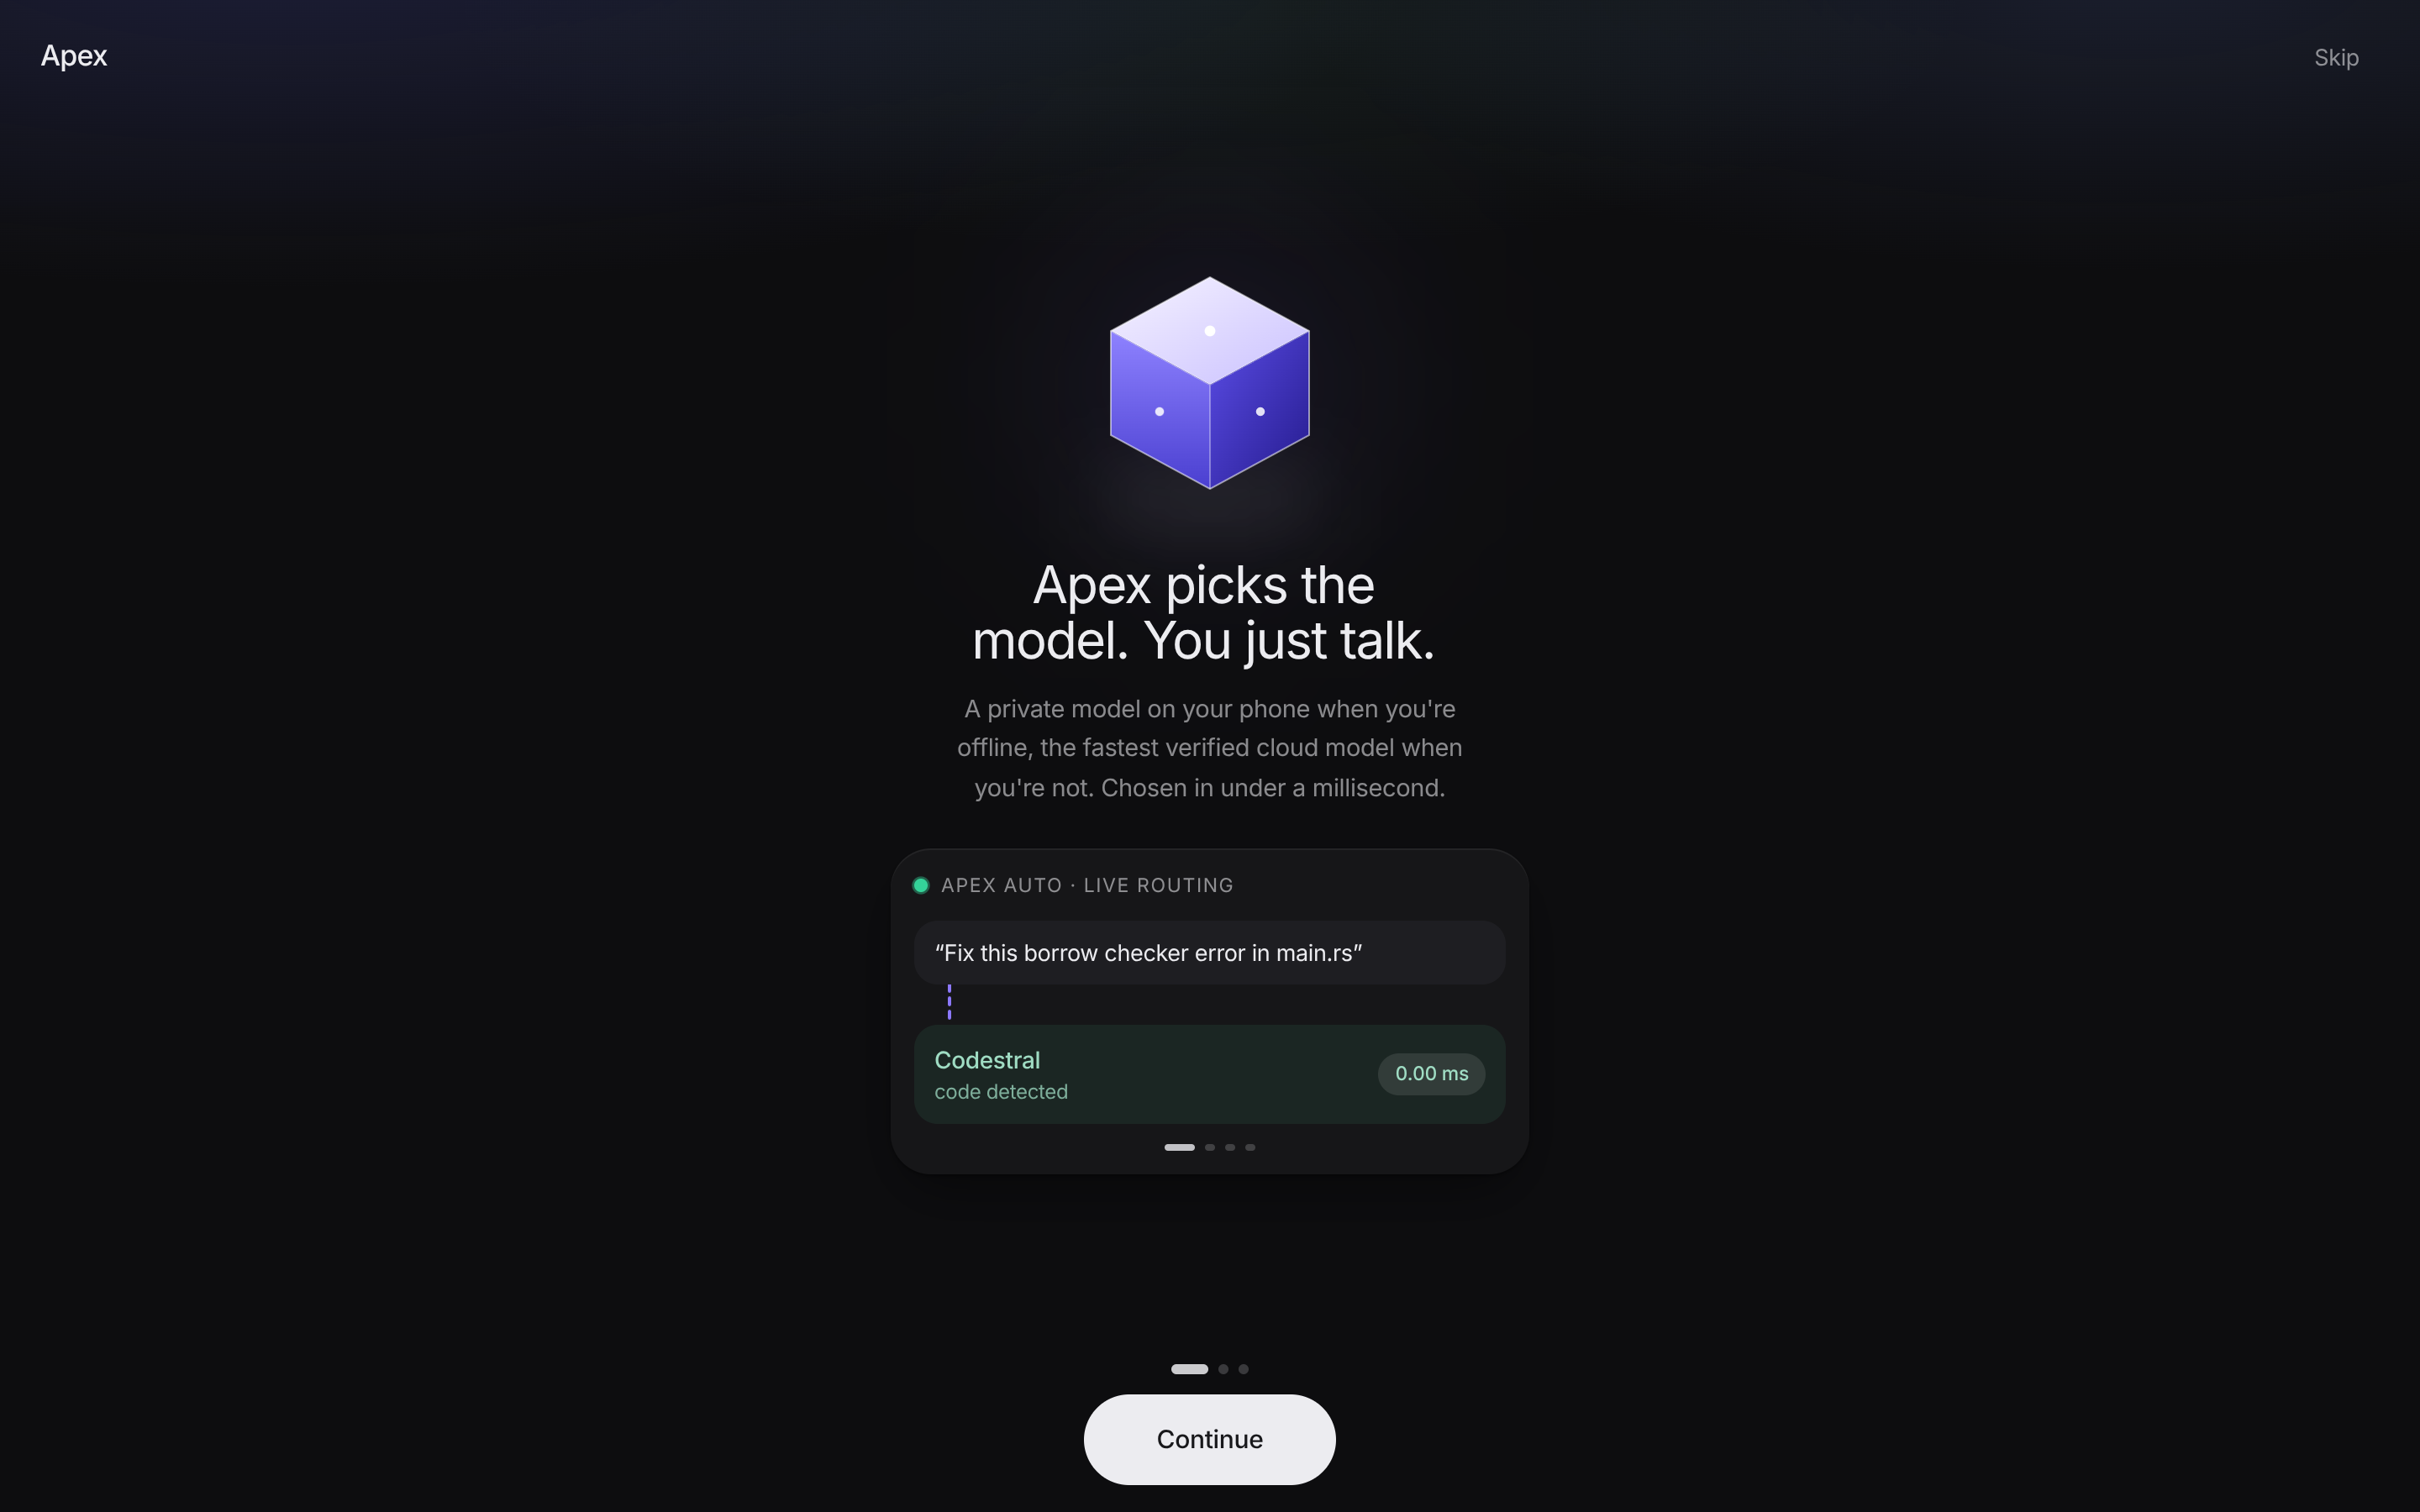 Apex
Skip
Apex picks the
model. You just talk.
A private model on your phone when you're
offline, the fastest verified cloud model when
you're not. Chosen in under a millisecond.
APEX AUTO · LIVE ROUTING
“Fix this borrow checker error in main.rs”
Codestral
code detected
0.00 ms
Continue